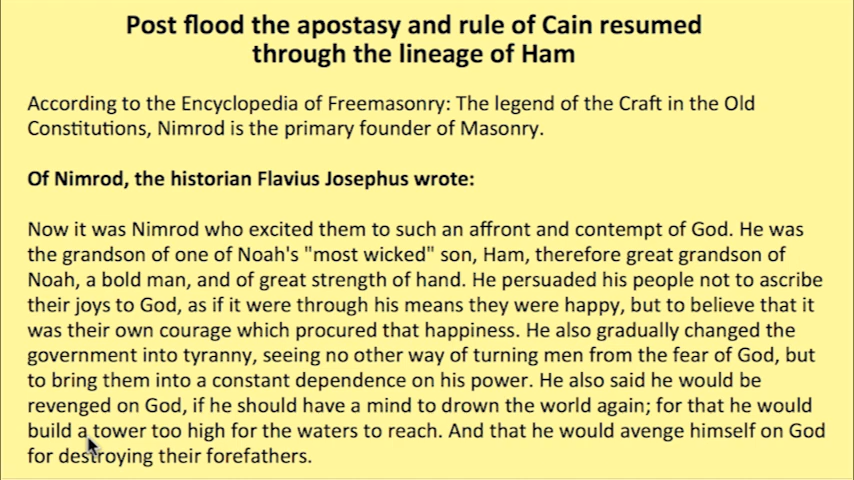 Post flood the apostasy and rule of Cain resumed
through the lineage of Ham
According to the Encyclopedia of Freemasonry: The legend of the Craft in the Old
Constitutions, Nimrod is the primary founder of Masonry.
Of Nimrod, the historian Flavius Josephus wrote:
Now it was Nimrod who excited them to such an affront and contempt of God. He was
the grandson of one of Noah's "most wicked" son, Ham, therefore great grandson of
Noah, a bold man, and of great strength of hand. He persuaded his people not to ascribe
their joys to God, as if it were through his means they were happy, but to believe that it
was their own courage which procured that happiness. He also gradually changed the
government into tyranny, seeing no other way of turning men from the fear of God, but
to bring them into a constant dependence on his power. He also said he would be
revenged on God, if he should have a mind to drown the world again; for that he would
build a tower too high for the waters to reach. And that he would avenge himself on God
for destroying their forefathers.